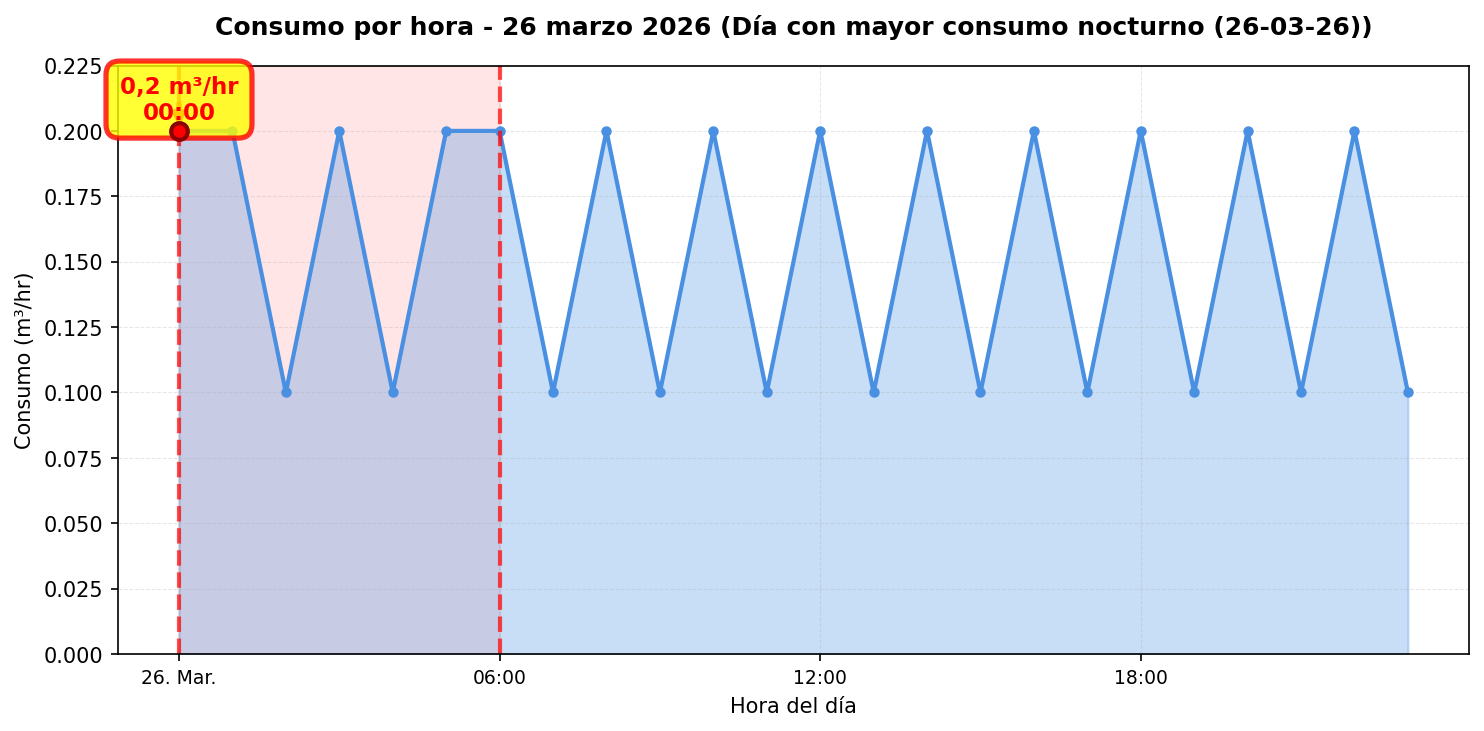 Consumo por hora - 26 marzo 2026 (Día con mayor consumo nocturno (26-03-26))
0,2 m³/hr
00:00
Consumo (m³/hr)
0.225
0.200
0.175
0.150
0.125
0.100
0.075
0.050
0.025
0.000
26. Mar.
06:00
12:00
18:00
Hora del día